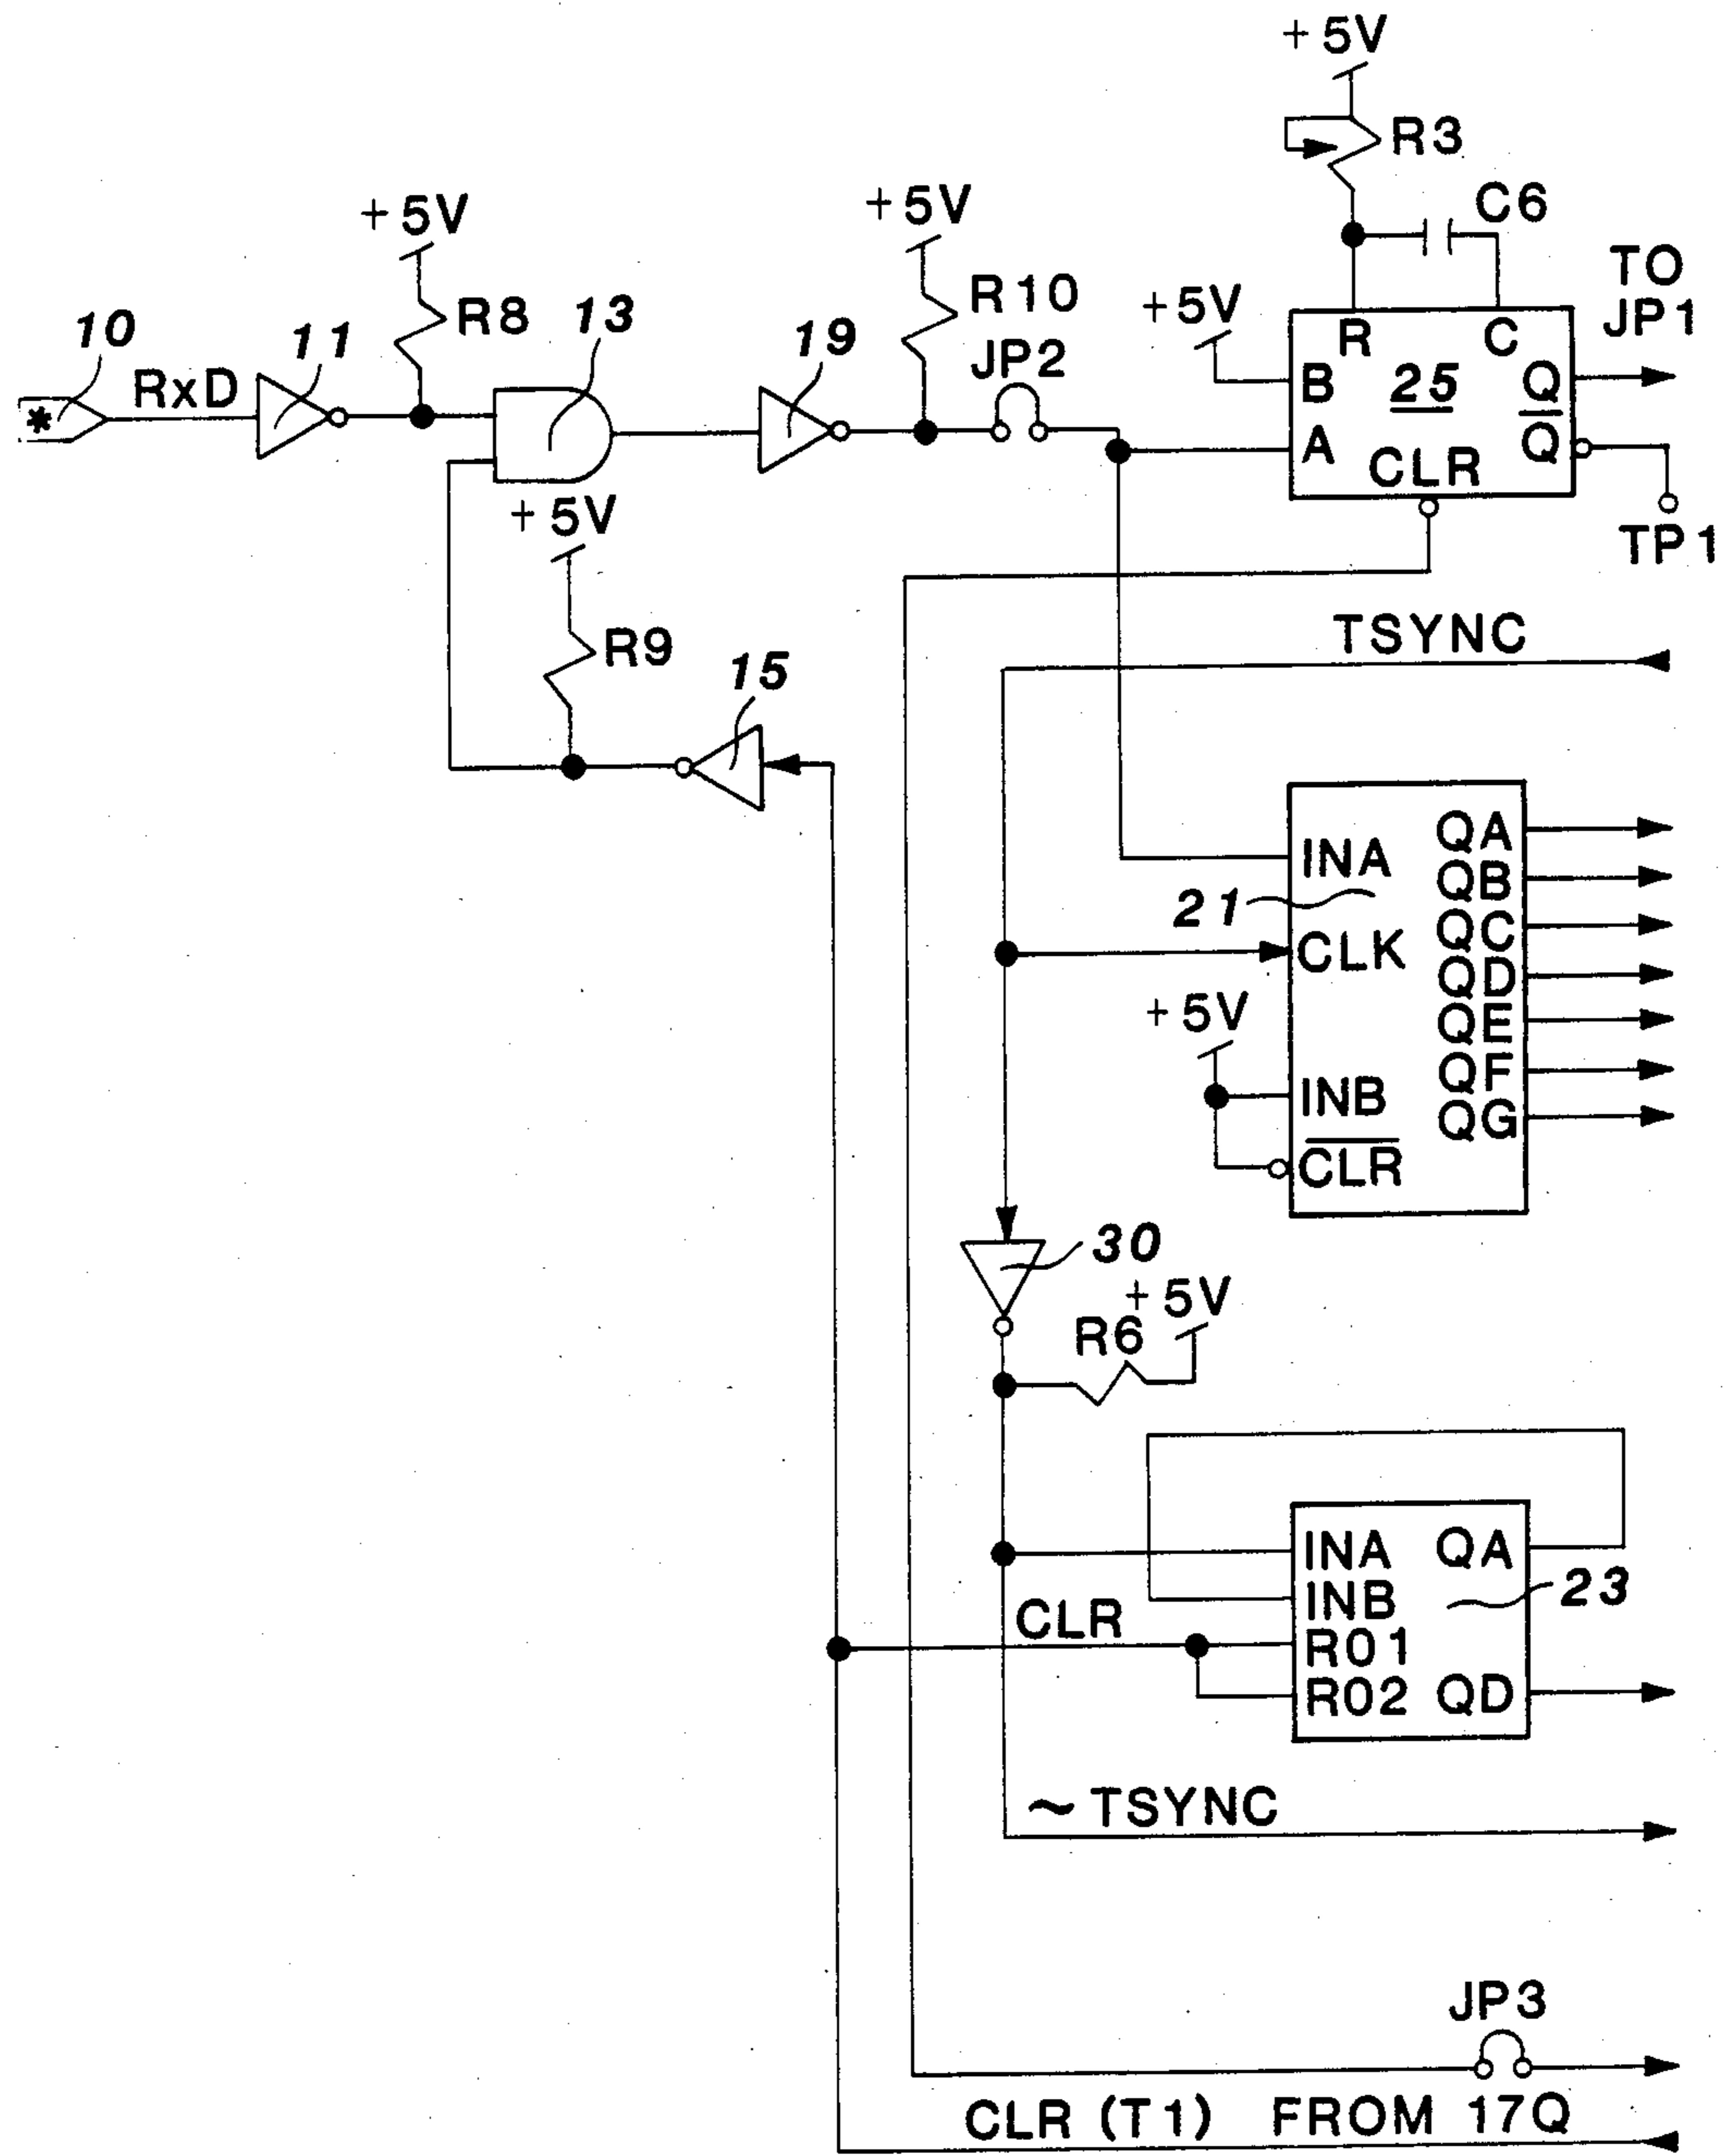 +5V
R3
+5V
+5V
C6
TO
JP1
R8
13
R10
+5V
10
11
19
JP2
R
C
*
RxD
B
25
Q
A
CLR
Q
+5V
TP1
TSYNC
R9
15
QA
INA
QB
21
QC
CLK
QD
+5V
QE
QF
INB
QG
CLR
30
+5V
R6
INA
QA
INB
23
CLR
R01
R02
QD
~TSYNC
JP3
CLR (T1) FROM 17Q